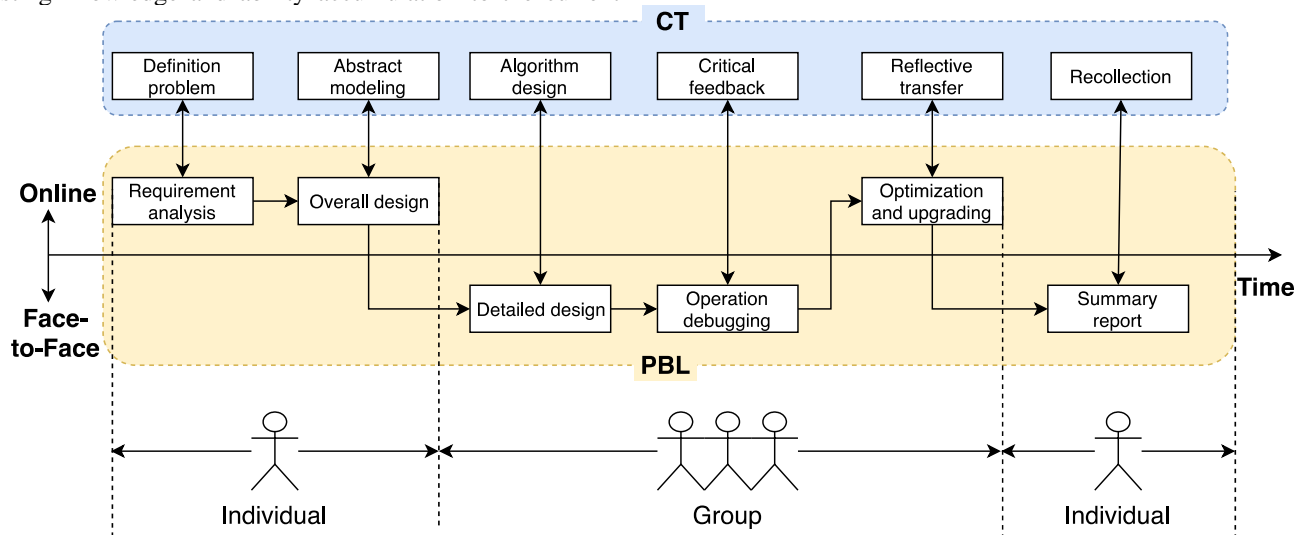 CT
Definition
problem
Abstract
modeling
Algorithm
design
Critical
feedback
Reflective
transfer
Recollection
Online
Requirement
analysis
Overall design
Optimization
and upgrading
Face-
to-Face
Detailed design
Operation
debugging
Summary
report
Time
PBL
Individual
Group
Individual